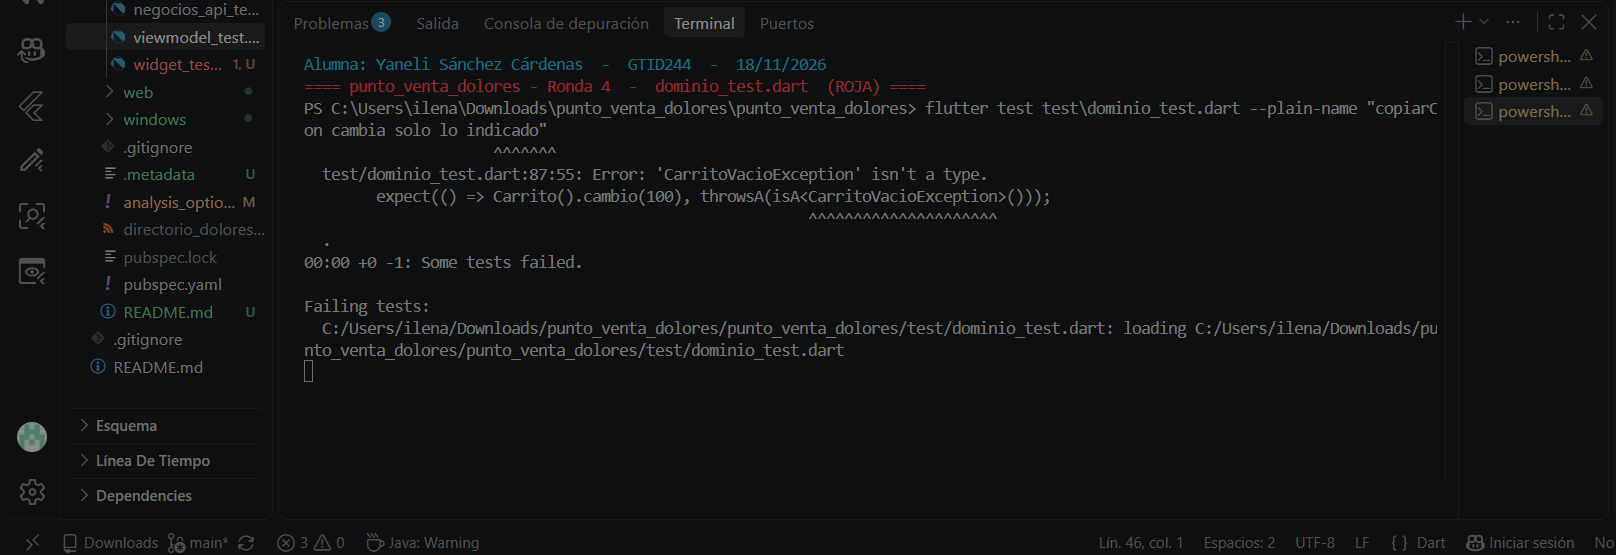 negocios_api_te...
viewmodel_test....
widget_tes... 1, U
web
windows
.gitignore
.metadata U
analysis_optio... M
directorio_dolores...
pubspec.lock
pubspec.yaml
README.md U
.gitignore
README.md
Esquema
Línea De Tiempo
Dependencies
Problemas 3 Salida Consola de depuración Terminal Puertos
Alumna: Yaneli Sánchez Cárdenas - GTID244 - 18/11/2026
==== punto_venta_dolores - Ronda 4 - dominio_test.dart (ROJA) ====
PS C:\Users\ilena\Downloads\punto_venta_dolores\punto_venta_dolores> flutter test test\dominio_test.dart --plain-name "copiarC
on cambia solo lo indicado"
^^^^^^^
test/dominio_test.dart:87:55: Error: 'CarritoVacioException' isn't a type.
expect(() => Carrito().cambio(100), throwsA(isA<CarritoVacioException>()));
^^^^^^^^^^^^^^^^^^^^^
.
00:00 +0 -1: Some tests failed.
Failing tests:
C:/Users/ilena/Downloads/punto_venta_dolores/punto_venta_dolores/test/dominio_test.dart: loading C:/Users/ilena/Downloads/pu
nto_venta_dolores/punto_venta_dolores/test/dominio_test.dart
powersh...
powersh...
powersh...
Downloads main* 3 0 Java: Warning Lín. 46, col. 1 Espacios: 2 UTF-8 LF { } Dart Iniciar sesión No